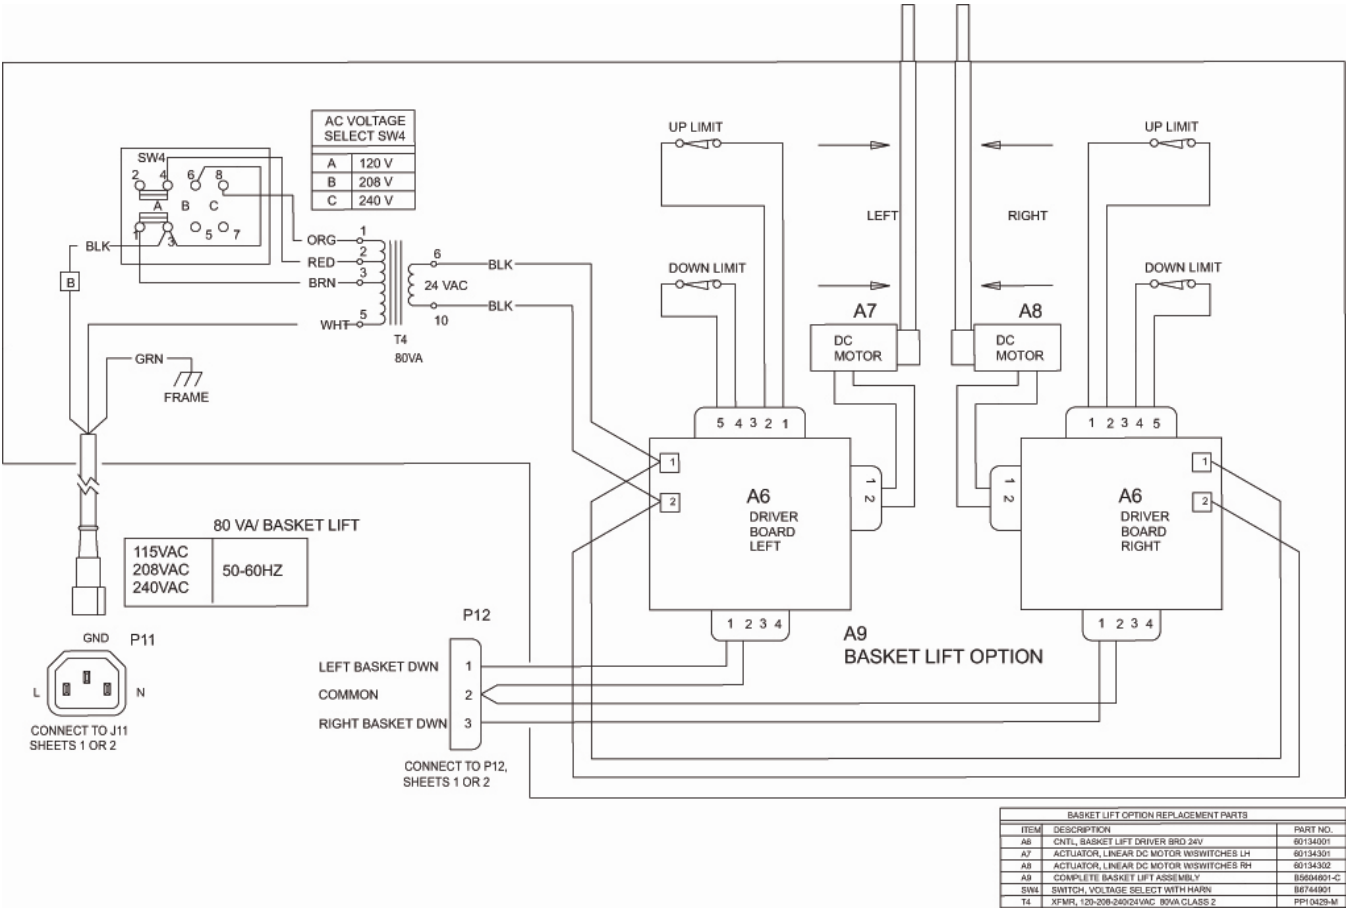 AC VOLTAGE
SELECT SW4
A 120 V
B 208 V
C 240 V
SW4
2 4 6 8
A B C
1 3 5 7
BLK
B
ORG 1
RED 2
BRN 3
WHT 5
6
24 VAC
10
BLK
BLK
T4
80VA
GRN
FRAME
UP LIMIT
DOWN LIMIT
LEFT
RIGHT
UP LIMIT
DOWN LIMIT
A7
DC
MOTOR
A8
DC
MOTOR
5 4 3 2 1
1
2
A6
DRIVER
BOARD
LEFT
1 2
1 2 3 4
1 2 3 4 5
1
2
A6
DRIVER
BOARD
RIGHT
1 2
1 2 3 4
A9
BASKET LIFT OPTION
80 VA/ BASKET LIFT
115VAC
208VAC
240VAC
50-60HZ
GND P11
L N
CONNECT TO J11
SHEETS 1 OR 2
P12
LEFT BASKET DWN 1
COMMON 2
RIGHT BASKET DWN 3
CONNECT TO P12,
SHEETS 1 OR 2
BASKET LIFT OPTION REPLACEMENT PARTS
ITEM DESCRIPTION PART NO.
A6 CNTL, BASKET LIFT DRIVER BRD 24V 60134001
A7 ACTUATOR, LINEAR DC MOTOR W/SWITCHES LH 60134301
A8 ACTUATOR, LINEAR DC MOTOR W/SWITCHES RH 60134302
A9 COMPLETE BASKET LIFT ASSEMBLY B5604601-C
SW4 SWITCH, VOLTAGE SELECT WITH HARN B6744901
T4 XFMR, 120-208-240/24VAC 80VA CLASS 2 PP10429-M